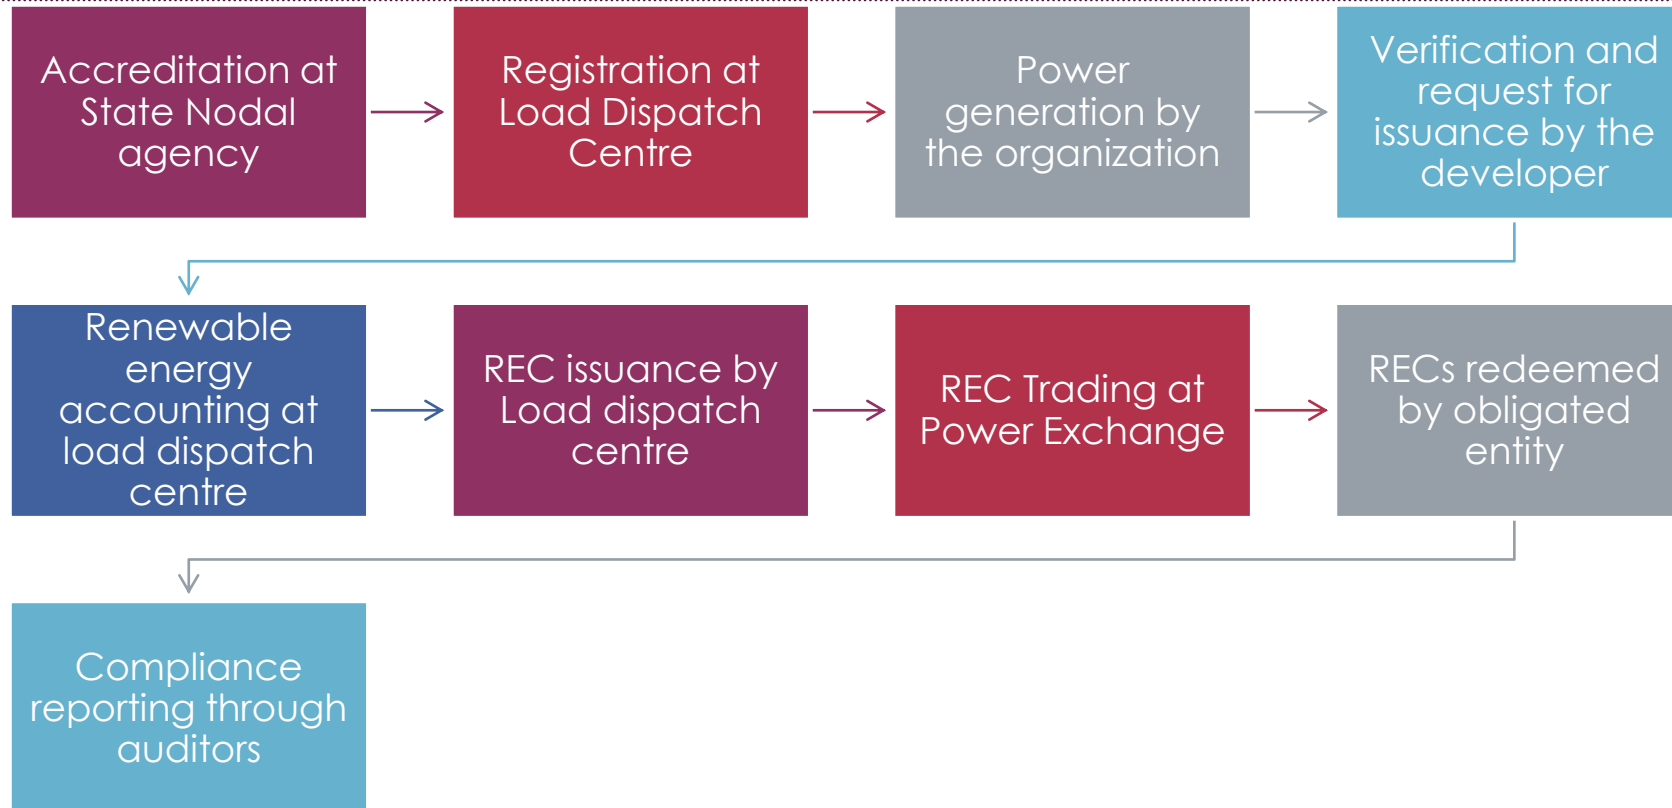 Accreditation at
State Nodal
agency
Registration at
Load Dispatch
Centre
Power
generation by
the organization
Verification and
request for
issuance by the
developer
Renewable
energy
accounting at
load dispatch
centre
REC issuance by
Load dispatch
centre
REC Trading at
Power Exchange
RECs redeemed
by obligated
entity
Compliance
reporting through
auditors